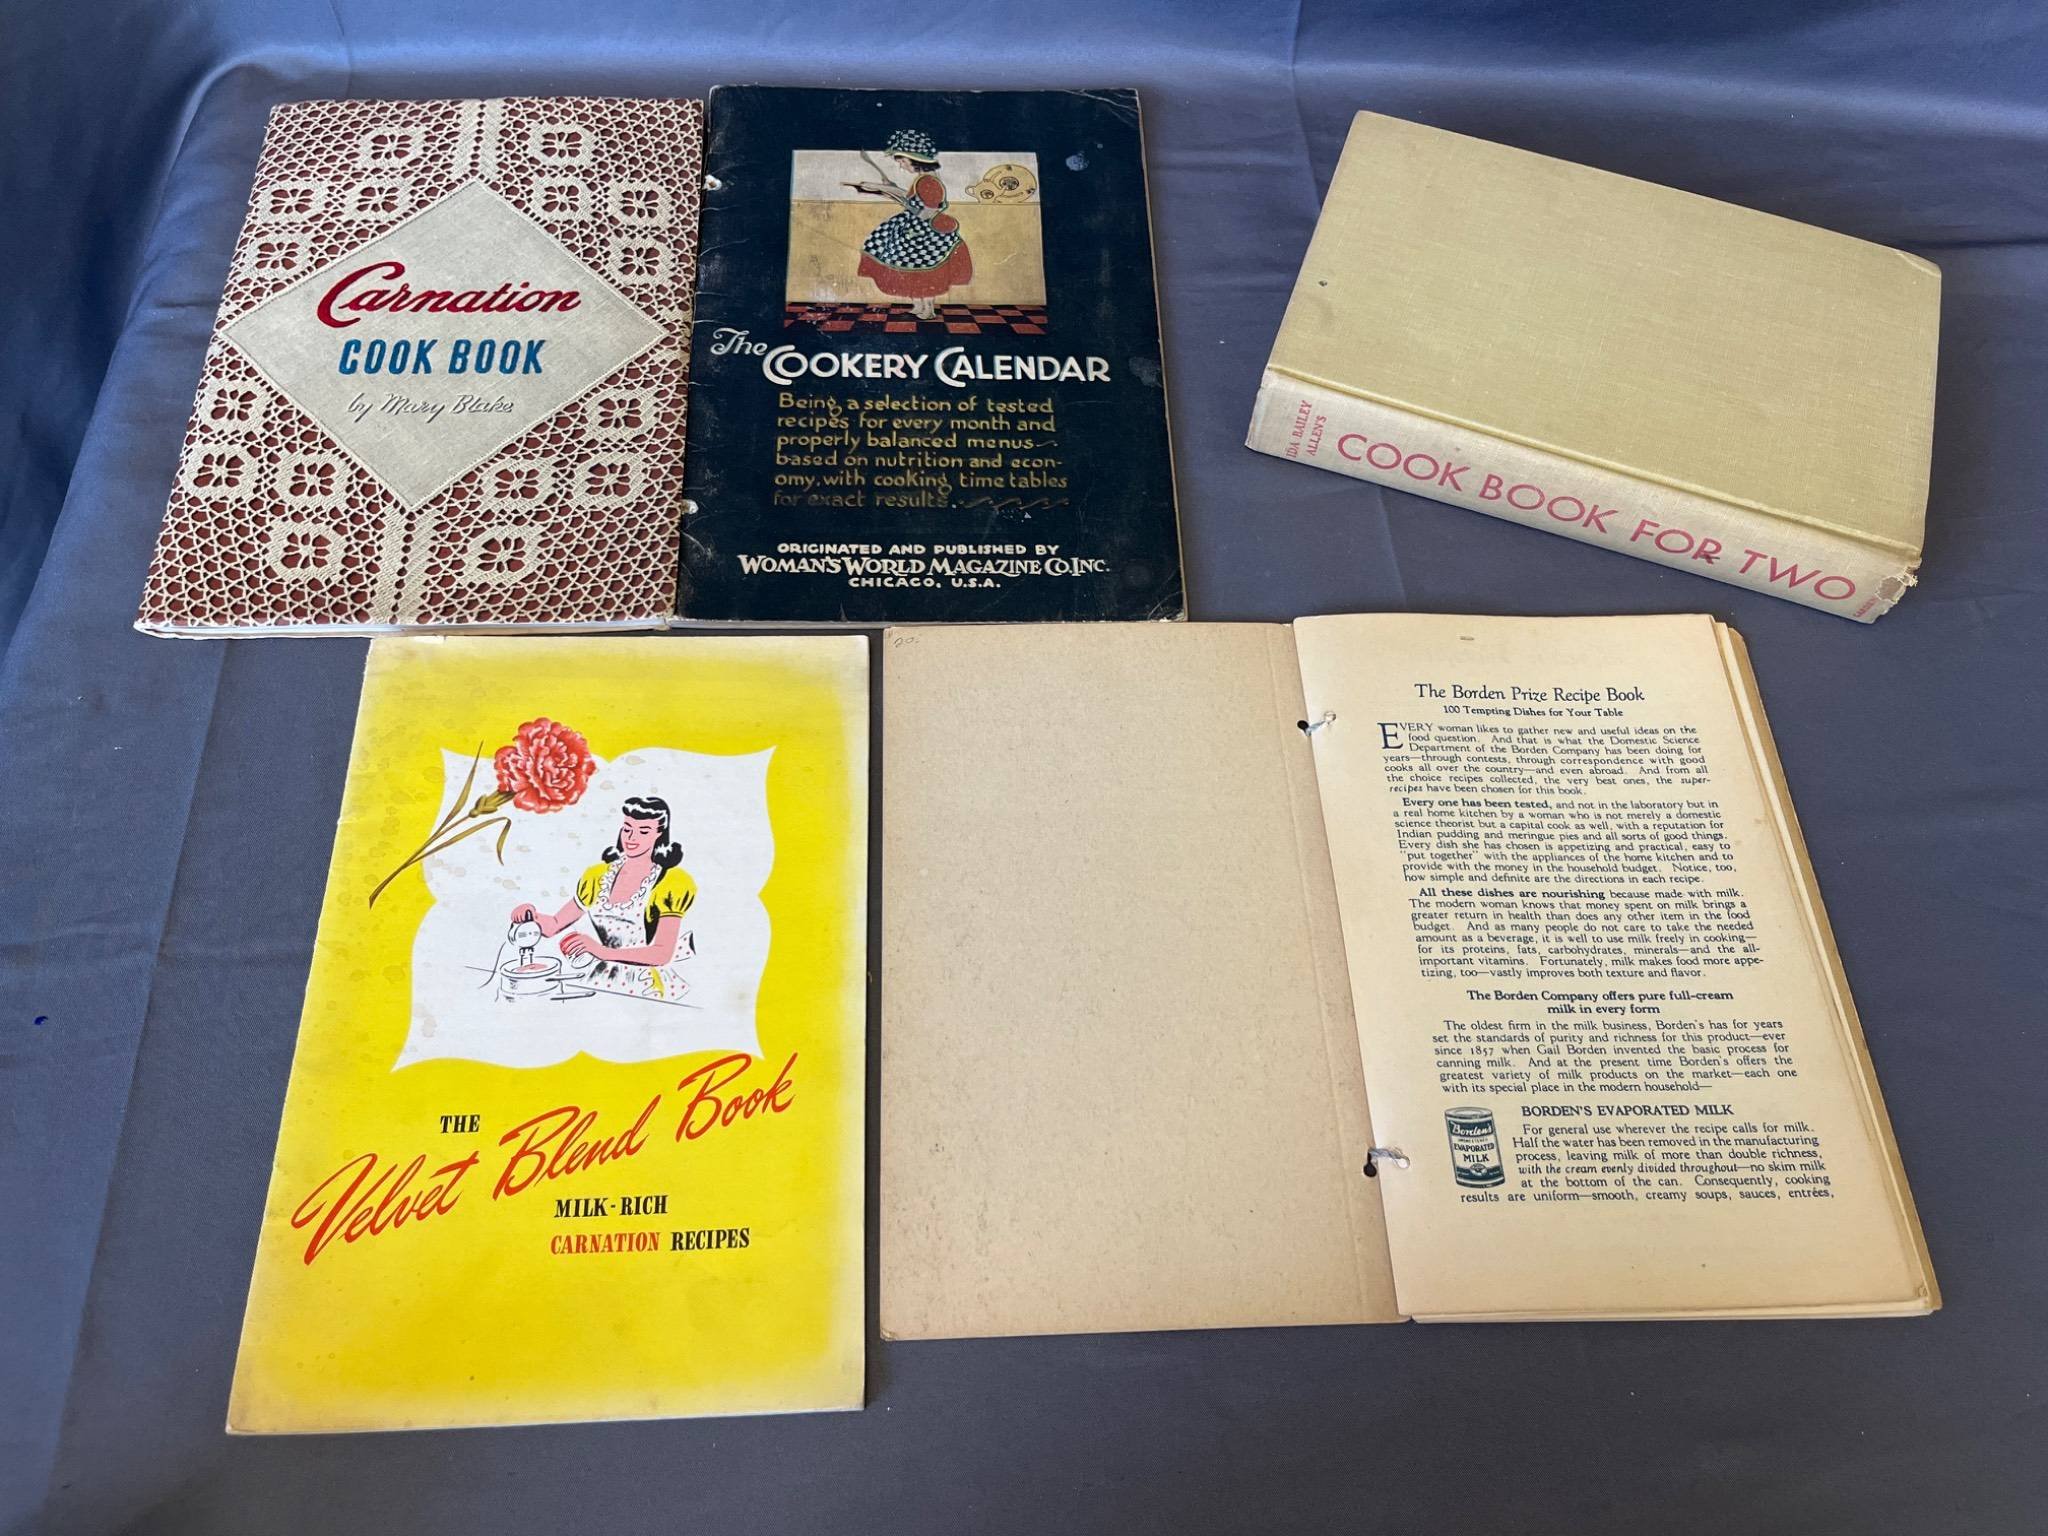 Carnation
COOK BOOK
by Mary Blake
The COOKERY CALENDAR
Being a selection of tested
recipes for every month and
properly balanced menus
based on nutrition and econ-
omy, with cooking time tables
for exact results.
ORIGINATED AND PUBLISHED BY
WOMAN'S WORLD MAGAZINE CO. INC.
CHICAGO, U.S.A.
IDA BAILEY
ALLEN'S
COOK BOOK FOR TWO
GARDEN
THE
Velvet Blend Book
MILK-RICH
CARNATION RECIPES
20-
The Borden Prize Recipe Book
100 Tempting Dishes for Your Table
EVERY woman likes to gather new and useful ideas on the
food question. And that is what the Domestic Science
Department of the Borden Company has been doing for
years—through contests, through correspondence with good
cooks all over the country—and even abroad. And from all
the choice recipes collected, the very best ones, the super-
recipes have been chosen for this book.
Every one has been tested, and not in the laboratory but in
a real home kitchen by a woman who is not merely a domestic
science theorist but a capital cook as well, with a reputation for
Indian pudding and meringue pies and all sorts of good things.
Every dish she has chosen is appetizing and practical, easy to
"put together" with the appliances of the home kitchen and to
provide with the money in the household budget. Notice, too,
how simple and definite are the directions in each recipe.
All these dishes are nourishing because made with milk.
The modern woman knows that money spent on milk brings a
greater return in health than does any other item in the food
budget. And as many people do not care to take the needed
amount as a beverage, it is well to use milk freely in cooking—
for its proteins, fats, carbohydrates, minerals—and the all-
important vitamins. Fortunately, milk makes food more appe-
tizing, too—vastly improves both texture and flavor.
The Borden Company offers pure full-cream
milk in every form
The oldest firm in the milk business, Borden's has for years
set the standards of purity and richness for this product—ever
since 1857 when Gail Borden invented the basic process for
canning milk. And at the present time Borden's offers the
greatest variety of milk products on the market—each one
with its special place in the modern household—
BORDEN'S EVAPORATED MILK
Borden's
UNSWEETENED
EVAPORATED
MILK
For general use wherever the recipe calls for milk.
Half the water has been removed in the manufacturing
process, leaving milk of more than double richness,
with the cream evenly divided throughout—no skim milk
at the bottom of the can. Consequently, cooking
results are uniform—smooth, creamy soups, sauces, entrées,